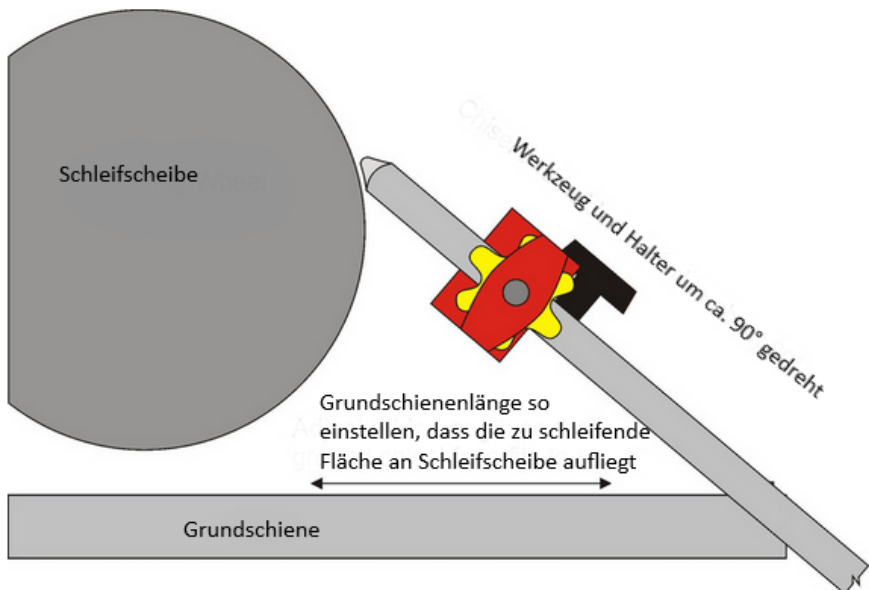 Schleifscheibe
Werkzeug und Halter um ca. 90° gedreht
Grundschienenlänge so
einstellen, dass die zu schleifende
Fläche an Schleifscheibe aufliegt
Grundschiene